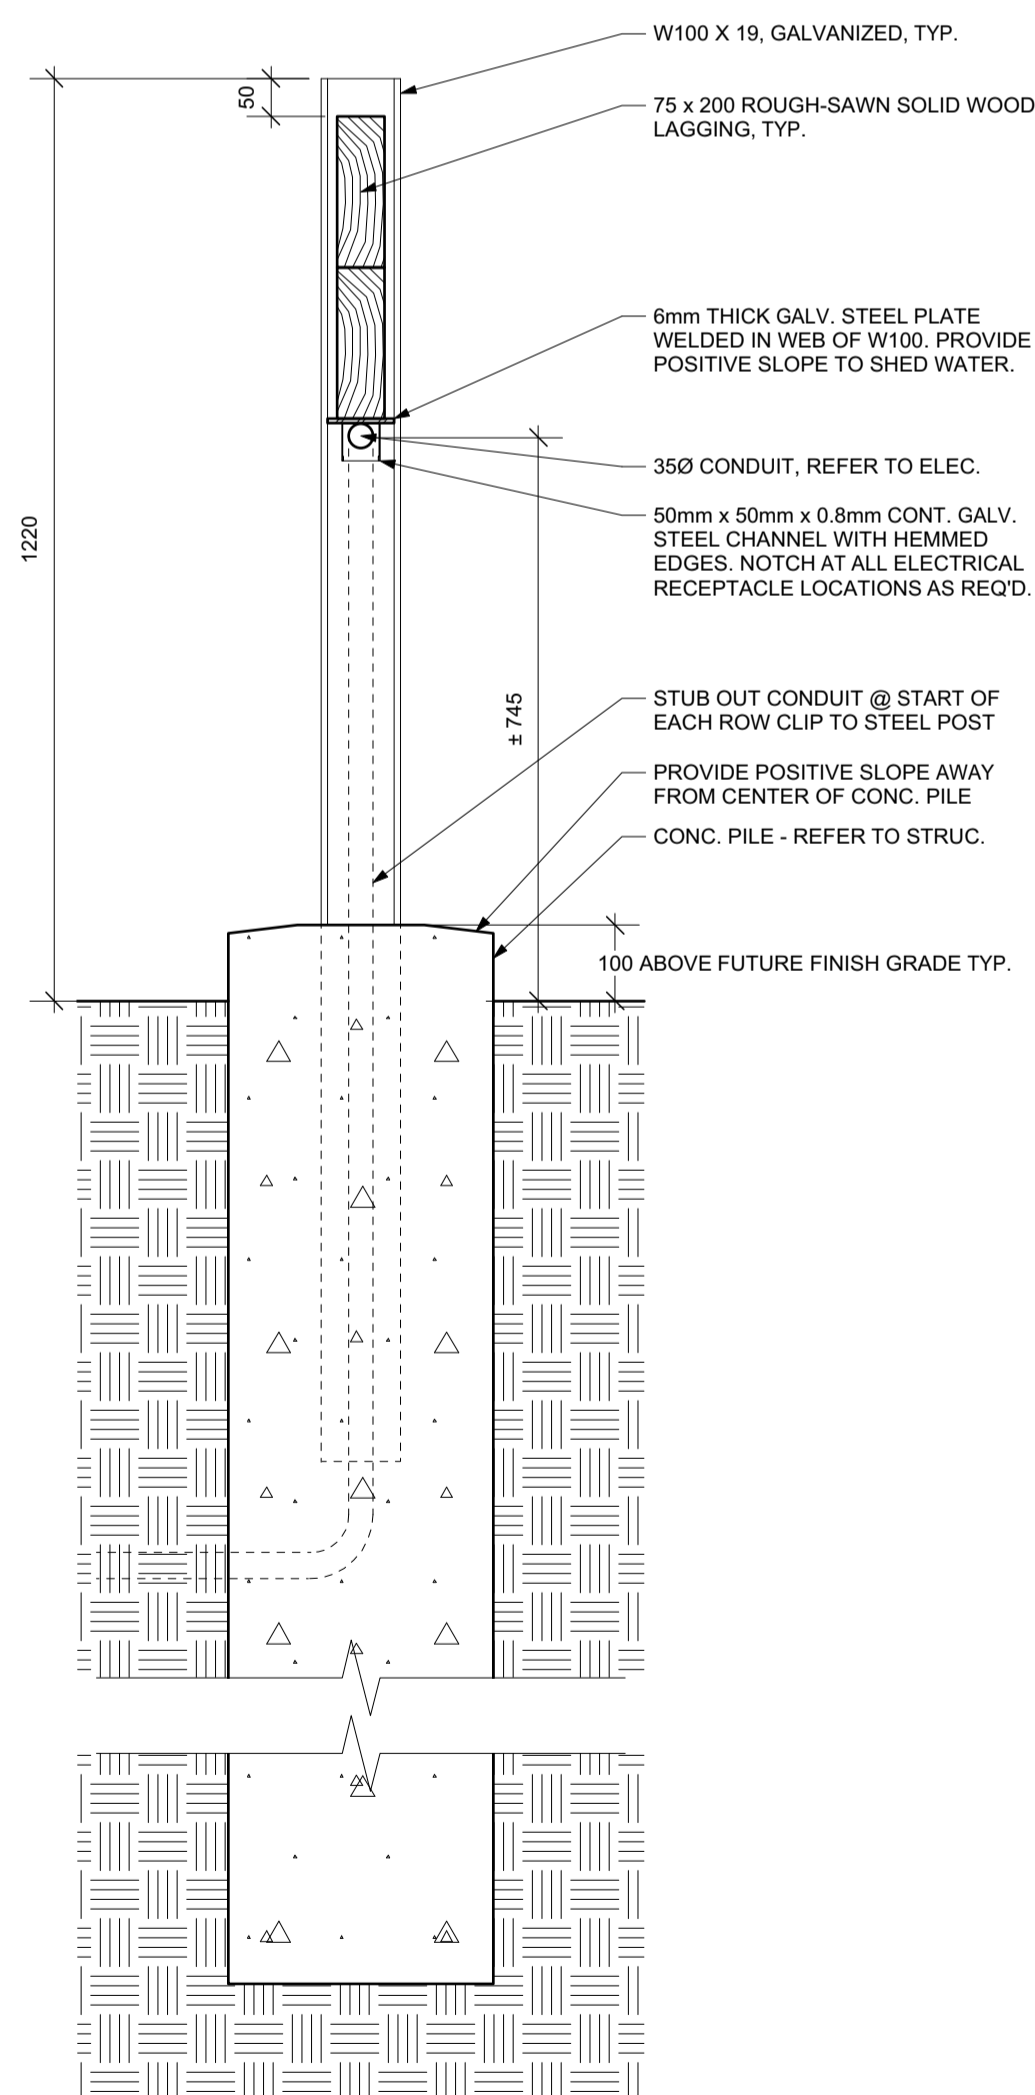 W100 X 19, GALVANIZED, TYP.
50
75 x 200 ROUGH-SAWN SOLID WOOD
LAGGING, TYP.
6mm THICK GALV. STEEL PLATE
WELDED IN WEB OF W100. PROVIDE
POSITIVE SLOPE TO SHED WATER.
35Ø CONDUIT, REFER TO ELEC.
50mm x 50mm x 0.8mm CONT. GALV.
STEEL CHANNEL WITH HEMMED
EDGES. NOTCH AT ALL ELECTRICAL
RECEPTACLE LOCATIONS AS REQ'D.
1220
± 745
STUB OUT CONDUIT @ START OF
EACH ROW CLIP TO STEEL POST
PROVIDE POSITIVE SLOPE AWAY
FROM CENTER OF CONC. PILE
CONC. PILE - REFER TO STRUC.
100 ABOVE FUTURE FINISH GRADE TYP.